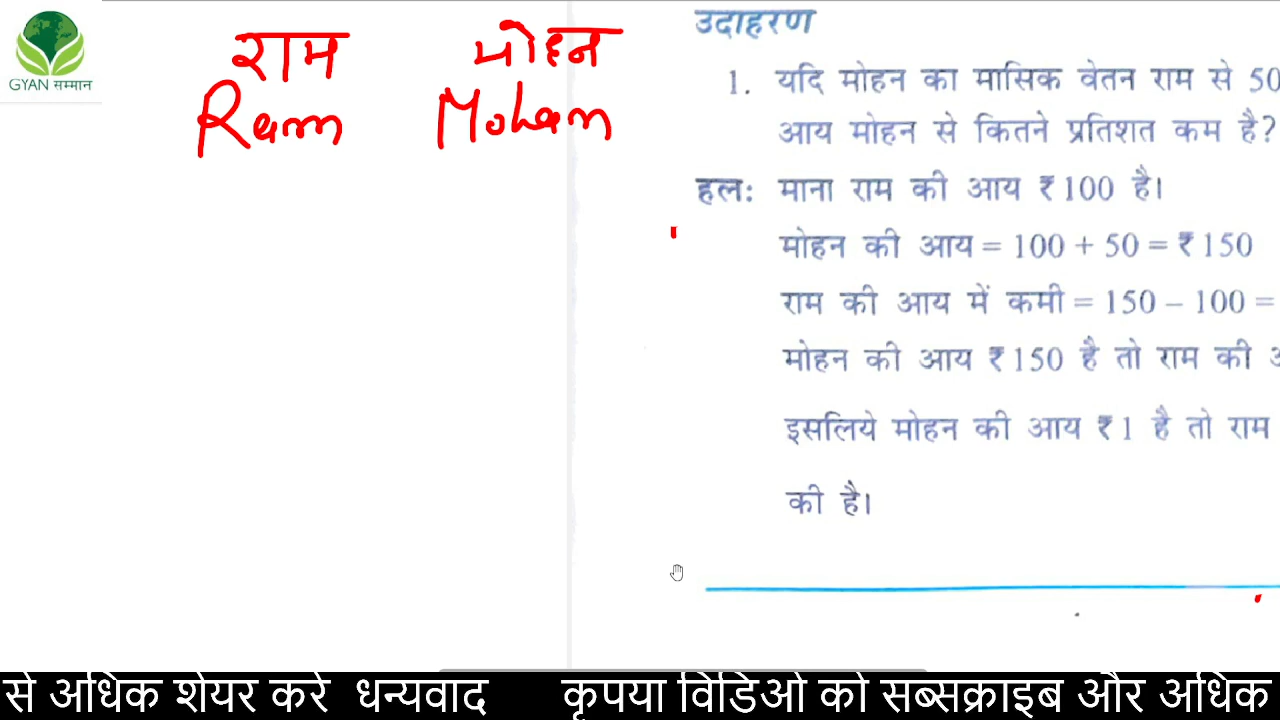 GYAN सम्मान
राम मोहन
Ram Mohan
उदाहरण
1. यदि मोहन का मासिक वेतन राम से 50
आय मोहन से कितने प्रतिशत कम है?
हलः माना राम की आय ₹ 100 है।
मोहन की आय = 100 + 50 = ₹ 150
राम की आय में कमी = 150 – 100 =
मोहन की आय ₹ 150 है तो राम की
इसलिये मोहन की आय ₹ 1 है तो राम
की है।
से अधिक शेयर करें धन्यवाद कृपया विडिओ को सब्सक्राइब और अधिक